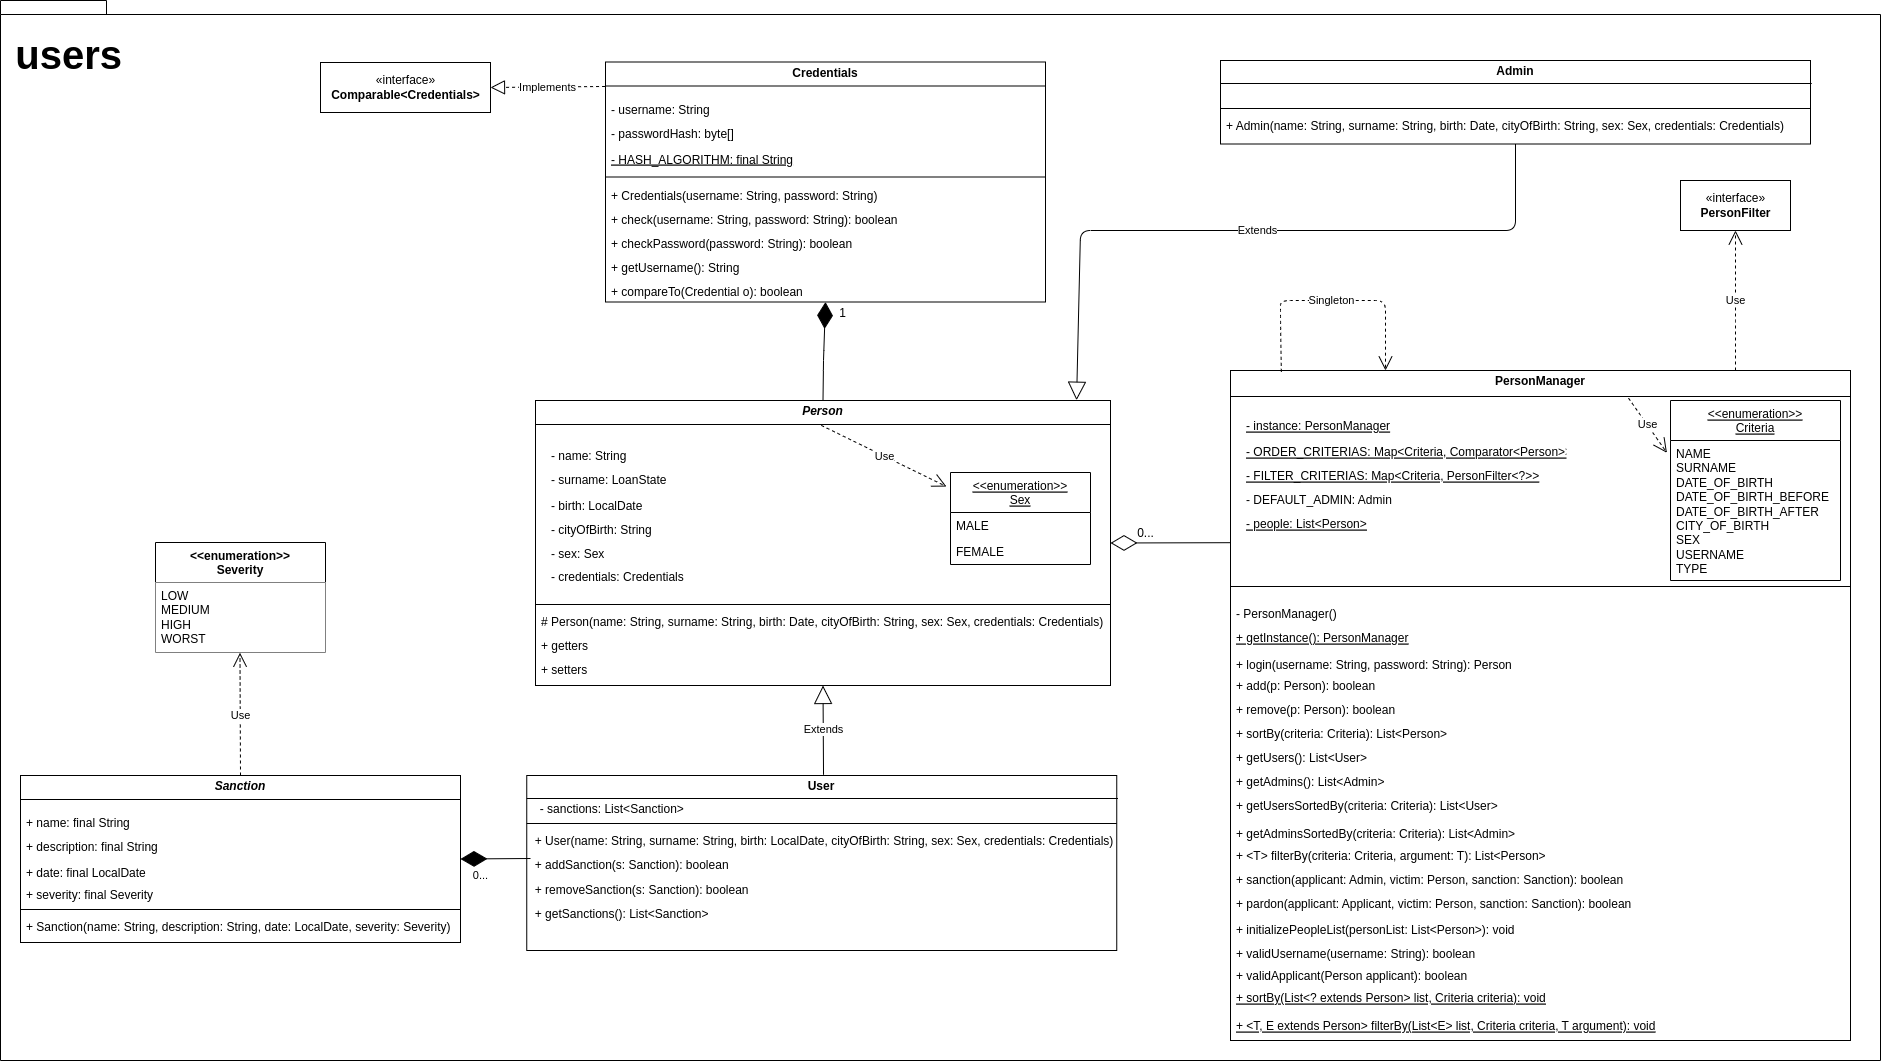 users
«interface»
Comparable<Credentials>
Implements
Credentials
- username: String
- passwordHash: byte[]
- HASH_ALGORITHM: final String
+ Credentials(username: String, password: String)
+ check(username: String, password: String): boolean
+ checkPassword(password: String): boolean
+ getUsername(): String
+ compareTo(Credential o): boolean
1
Admin
+ Admin(name: String, surname: String, birth: Date, cityOfBirth: String, sex: Sex, credentials: Credentials)
Extends
«interface»
PersonFilter
Use
Singleton
Person
- name: String
- surname: LoanState
- birth: LocalDate
- cityOfBirth: String
- sex: Sex
- credentials: Credentials
Use
<<enumeration>>
Sex
MALE
FEMALE
# Person(name: String, surname: String, birth: Date, cityOfBirth: String, sex: Sex, credentials: Credentials)
+ getters
+ setters
0...
PersonManager
- instance: PersonManager
- ORDER_CRITERIAS: Map<Criteria, Comparator<Person>
- FILTER_CRITERIAS: Map<Criteria, PersonFilter<?>>
- DEFAULT_ADMIN: Admin
- people: List<Person>
Use
<<enumeration>>
Criteria
NAME
SURNAME
DATE_OF_BIRTH
DATE_OF_BIRTH_BEFORE
DATE_OF_BIRTH_AFTER
CITY_OF_BIRTH
SEX
USERNAME
TYPE
- PersonManager()
+ getInstance(): PersonManager
+ login(username: String, password: String): Person
+ add(p: Person): boolean
+ remove(p: Person): boolean
+ sortBy(criteria: Criteria): List<Person>
+ getUsers(): List<User>
+ getAdmins(): List<Admin>
+ getUsersSortedBy(criteria: Criteria): List<User>
+ getAdminsSortedBy(criteria: Criteria): List<Admin>
+ <T> filterBy(criteria: Criteria, argument: T): List<Person>
+ sanction(applicant: Admin, victim: Person, sanction: Sanction): boolean
+ pardon(applicant: Applicant, victim: Person, sanction: Sanction): boolean
+ initializePeopleList(personList: List<Person>): void
+ validUsername(username: String): boolean
+ validApplicant(Person applicant): boolean
+ sortBy(List<? extends Person> list, Criteria criteria): void
+ <T, E extends Person> filterBy(List<E> list, Criteria criteria, T argument): void
<<enumeration>>
Severity
LOW
MEDIUM
HIGH
WORST
Use
Sanction
+ name: final String
+ description: final String
+ date: final LocalDate
+ severity: final Severity
+ Sanction(name: String, description: String, date: LocalDate, severity: Severity)
0...
Extends
User
- sanctions: List<Sanction>
+ User(name: String, surname: String, birth: LocalDate, cityOfBirth: String, sex: Sex, credentials: Credentials)
+ addSanction(s: Sanction): boolean
+ removeSanction(s: Sanction): boolean
+ getSanctions(): List<Sanction>